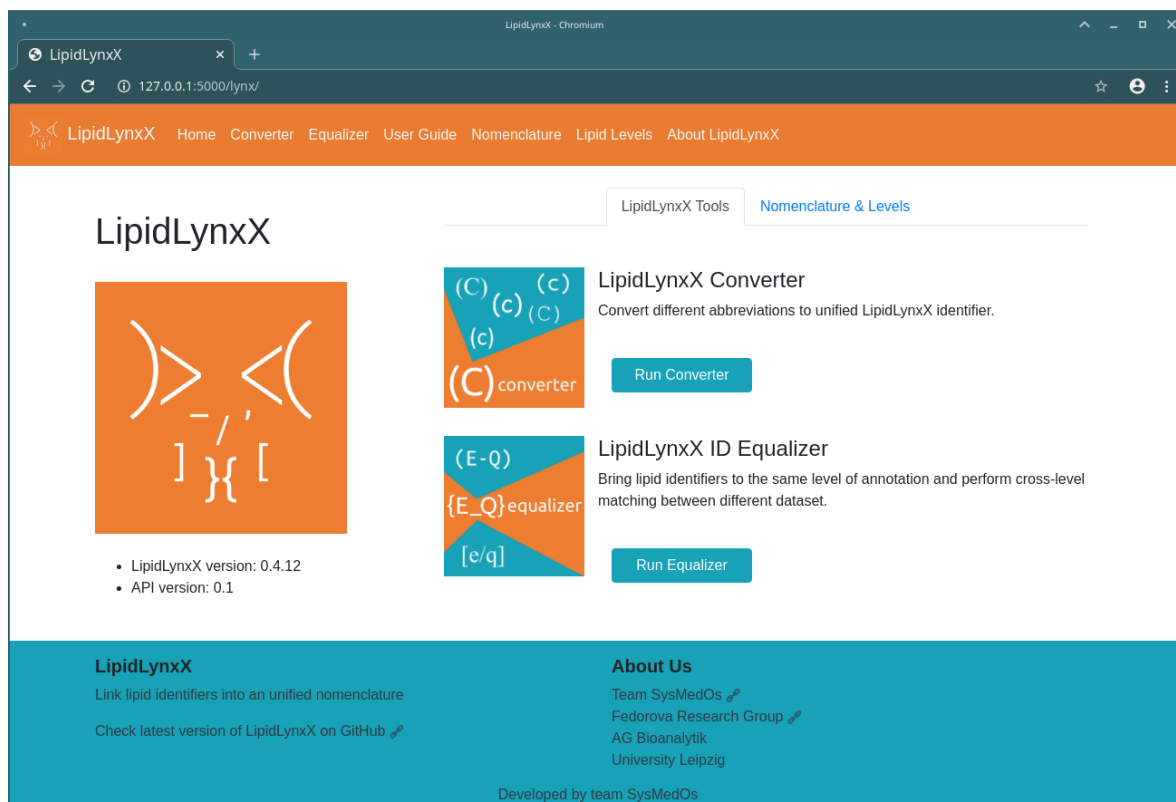 LipidLynxX - Chromium
LipidLynxX
127.0.0.1:5000/lynx/
LipidLynxX Home Converter Equalizer User Guide Nomenclature Lipid Levels About LipidLynxX
LipidLynxX
)> <(
_ / '
] }{ [
LipidLynxX version: 0.4.12
API version: 0.1
LipidLynxX Tools Nomenclature & Levels
(C) (c) (c) (C)
(c)
(C) converter
LipidLynxX Converter
Convert different abbreviations to unified LipidLynxX identifier.
Run Converter
(E-Q)
{E_Q} equalizer
[e/q]
LipidLynxX ID Equalizer
Bring lipid identifiers to the same level of annotation and perform cross-level
matching between different dataset.
Run Equalizer
LipidLynxX
Link lipid identifiers into an unified nomenclature
Check latest version of LipidLynxX on GitHub
About Us
Team SysMedOs
Fedorova Research Group
AG Bioanalytik
University Leipzig
Developed by team SysMedOs